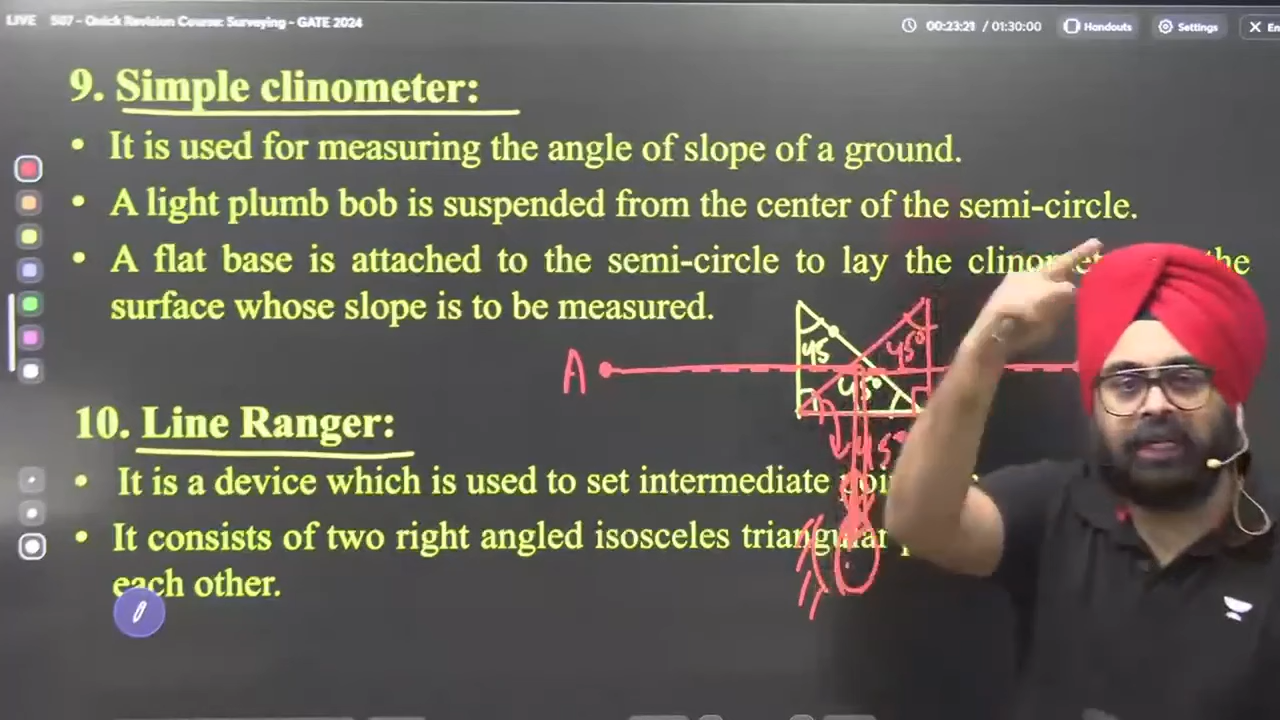 LIVE 507 - Quick Revision Course: Surveying - GATE 2024
00:23:21 / 01:30:00 Handouts Settings
9. Simple clinometer:
• It is used for measuring the angle of slope of a ground.
• A light plumb bob is suspended from the center of the semi-circle.
• A flat base is attached to the semi-circle to lay the the
surface whose slope is to be measured.
45 45°
A
45°
10. Line Ranger:
• It is a device which is used to set intermediate
• It consists of two right angled isosceles triangular
each other.